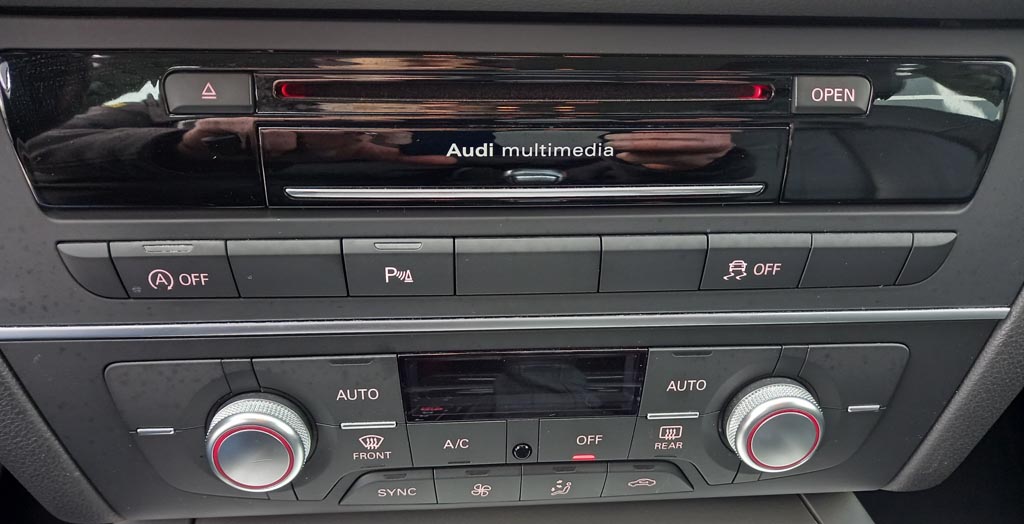 OPEN
Audi multimedia
A OFF
P
OFF
AUTO
AUTO
FRONT
A/C
OFF
REAR
SYNC